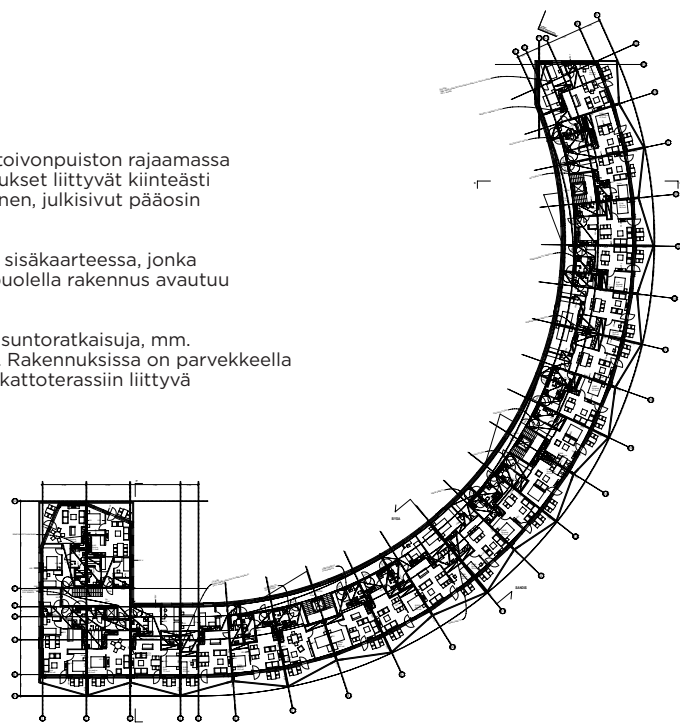 toivonpuiston rajaamassa
ukset liittyvät kiinteästi
nen, julkisivut pääosin
sisäkaarteessa, jonka
uolella rakennus avautuu
suntoratkaisuja, mm.
. Rakennuksissa on parvekkeella
kattoterassiin liittyvä